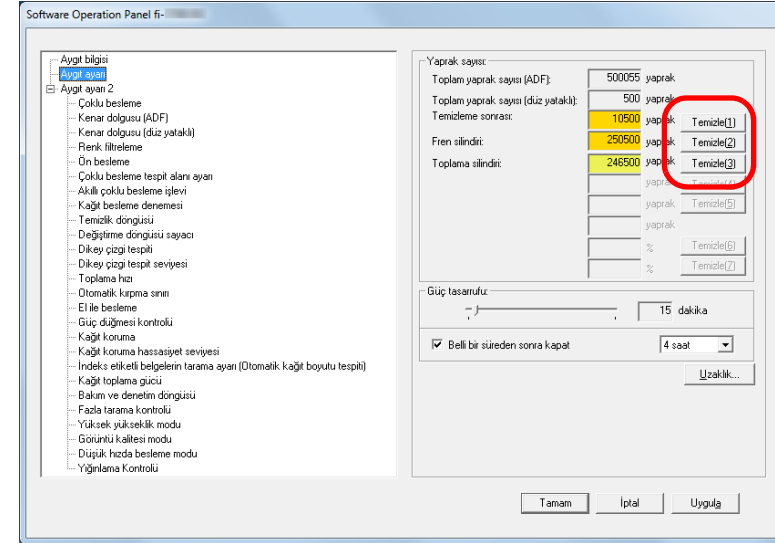 Software Operation Panel fi-
Aygıt bilgisi
Aygıt ayarı
Aygıt ayarı 2
Çoklu besleme
Kenar dolgusu (ADF)
Kenar dolgusu (düz yataklı)
Renk filtreleme
Ön besleme
Çoklu besleme tespit alanı ayarı
Akıllı çoklu besleme işlevi
Kağıt besleme denemesi
Temizlik döngüsü
Değiştirme döngüsü sayacı
Dikey çizgi tespiti
Dikey çizgi tespit seviyesi
Toplama hızı
Otomatik kırpma sınırı
El ile besleme
Güç düğmesi kontrolü
Kağıt koruma
Kağıt koruma hassasiyet seviyesi
İndeks etiketli belgelerin tarama ayarı (Otomatik kağıt boyutu tespiti)
Kağıt toplama gücü
Bakım ve denetim döngüsü
Fazla tarama kontrolü
Yüksek yükseklik modu
Görüntü kalitesi modu
Düşük hızda besleme modu
Yığınlama Kontrolü
Yaprak sayısı:
Toplam yaprak sayısı (ADF): 500055 yaprak
Toplam yaprak sayısı (düz yataklı): 500 yaprak
Temizleme sonrası: 10500 yaprak Temizle(1)
Fren silindiri: 250500 yaprak Temizle(2)
Toplama silindiri: 246500 yaprak Temizle(3)
yaprak Temizle(4)
yaprak Temizle(5)
yaprak
% Temizle(6)
% Temizle(7)
Güç tasarrufu:
15 dakika
Belli bir süreden sonra kapat 4 saat
Uzaklık...
Tamam İptal Uygula